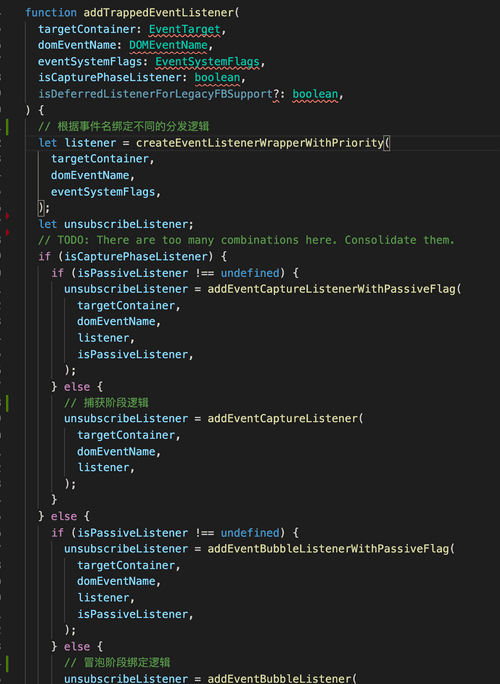 function addTrappedEventListener(
  targetContainer: EventTarget,
  domEventName: DOMEventName,
  eventSystemFlags: EventSystemFlags,
  isCapturePhaseListener: boolean,
  isDeferredListenerForLegacyFBSupport?: boolean,
) {
  // 根据事件名绑定不同的分发逻辑
  let listener = createEventListenerWrapperWithPriority(
    targetContainer,
    domEventName,
    eventSystemFlags,
  );
  let unsubscribeListener;
  // TODO: There are too many combinations here. Consolidate them.
  if (isCapturePhaseListener) {
    if (isPassiveListener !== undefined) {
      unsubscribeListener = addEventCaptureListenerWithPassiveFlag(
        targetContainer,
        domEventName,
        listener,
        isPassiveListener,
      );
    } else {
      // 捕获阶段逻辑
      unsubscribeListener = addEventCaptureListener(
        targetContainer,
        domEventName,
        listener,
      );
    }
  } else {
    if (isPassiveListener !== undefined) {
      unsubscribeListener = addEventBubbleListenerWithPassiveFlag(
        targetContainer,
        domEventName,
        listener,
        isPassiveListener,
      );
    } else {
      // 冒泡阶段绑定逻辑
      unsubscribeListener = addEventBubbleListener(